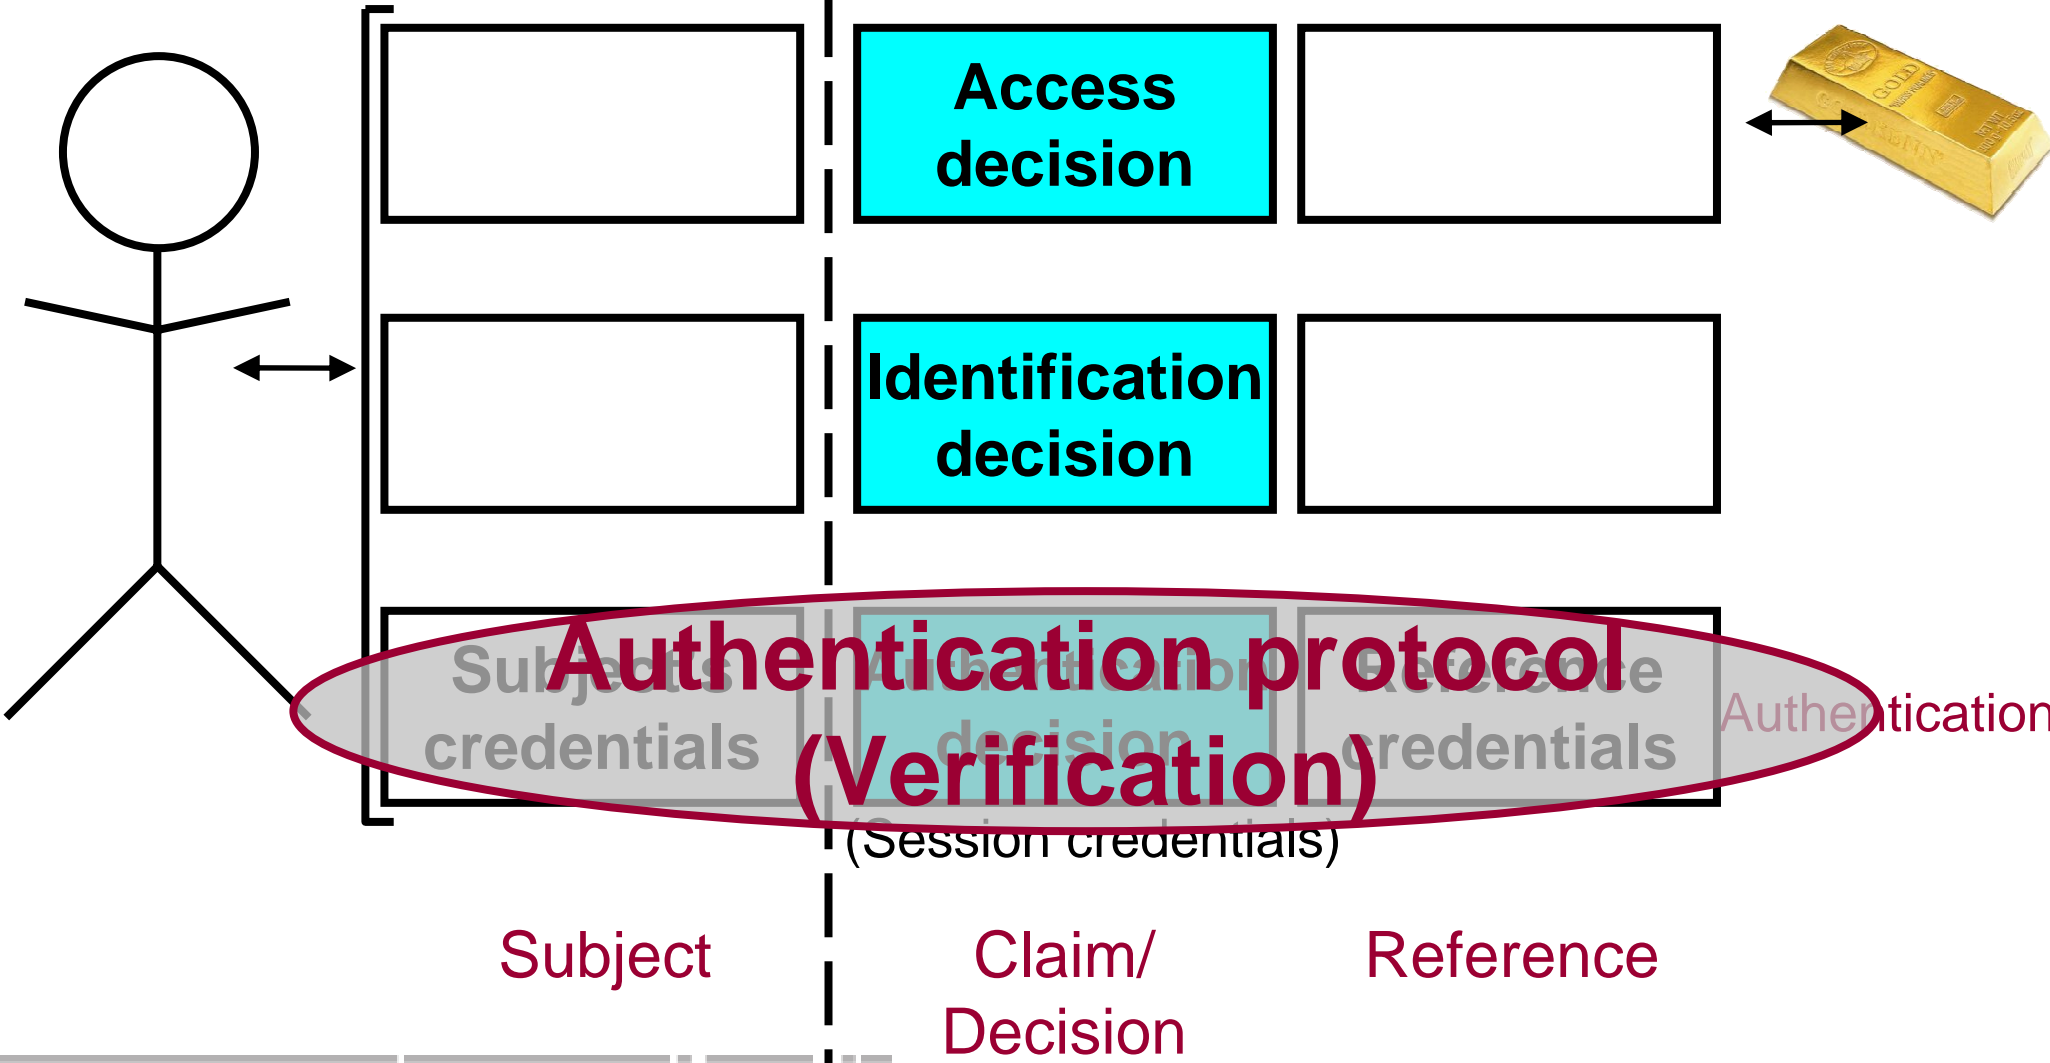 Access
decision
GOLD
Identification
decision
Authentication protocol
(Verification)
Subject's
credentials
Authentication
decision
Reference
credentials
Authentication
(Session credentials)
Subject
Claim/
Decision
Reference